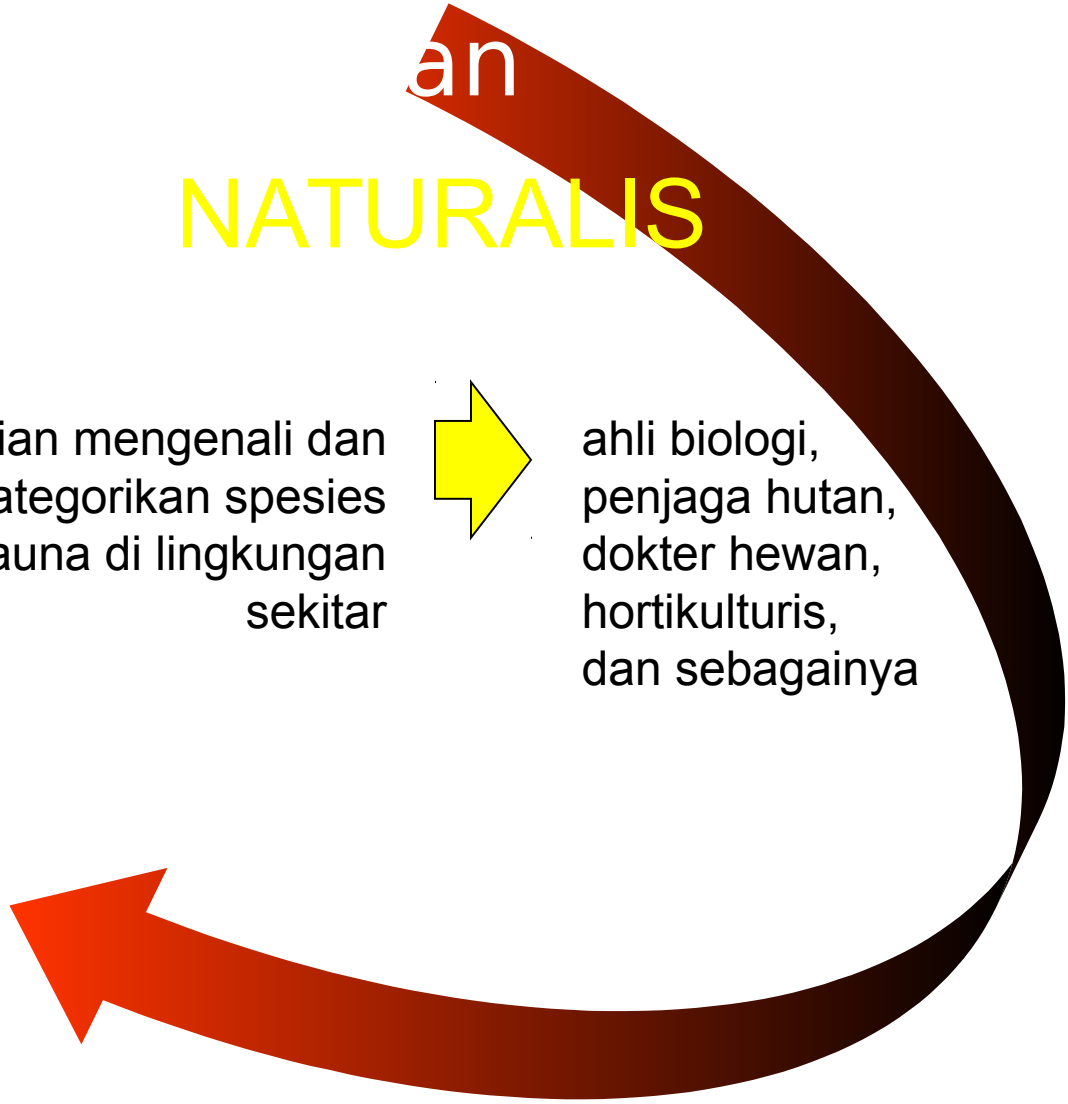 an
NATURALIS
ian mengenali dan
ategorikan spesies
auna di lingkungan
sekitar
ahli biologi,
penjaga hutan,
dokter hewan,
hortikulturis,
dan sebagainya